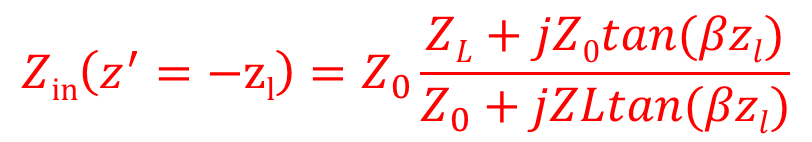 Z_in(z′ = −z_l) = Z_0 (Z_L + jZ_0tan(βz_l))/(Z_0 + jZLtan(βz_l))